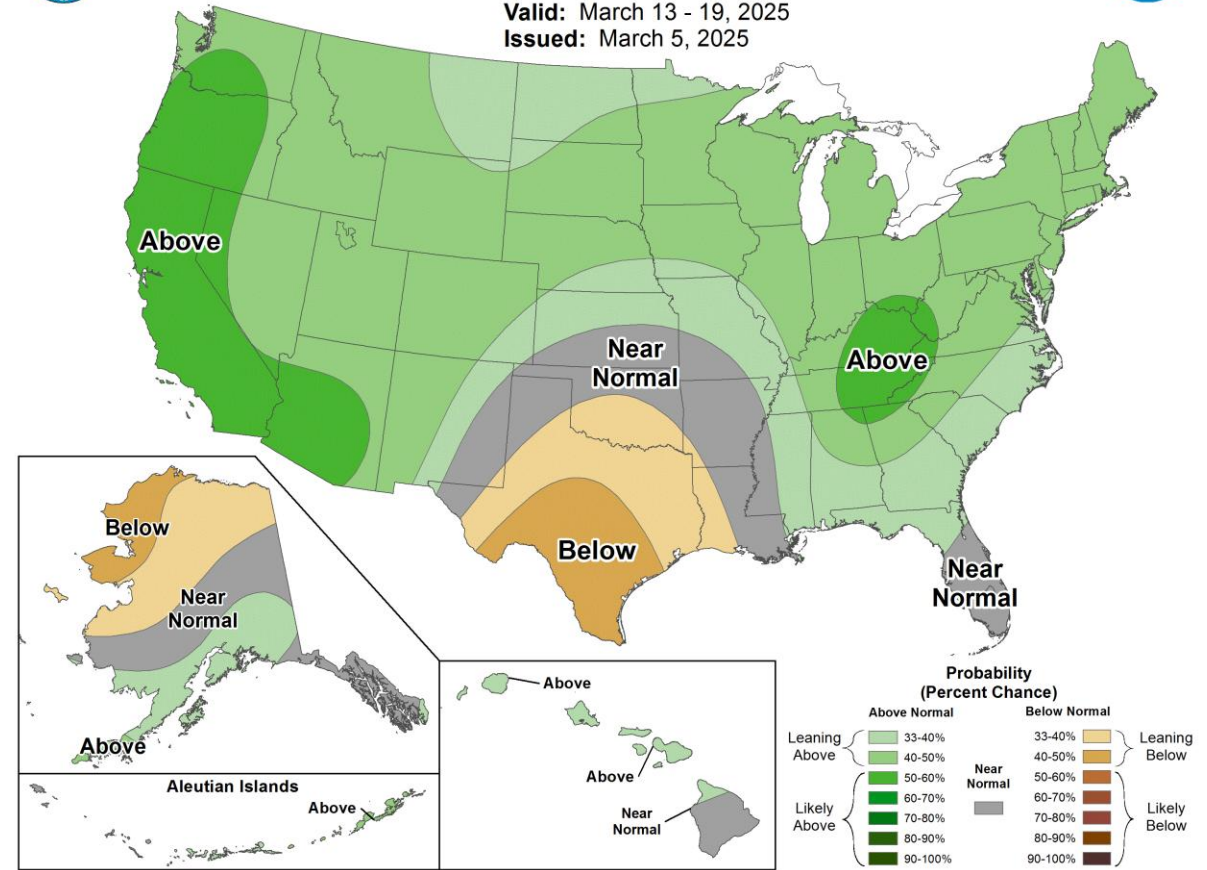 Valid: March 13 - 19, 2025
Issued: March 5, 2025
Above
Near
Normal
Above
Below
Near
Normal
Below
Near
Normal
Above
Aleutian Islands
Above
Above
Above
Near
Normal
Probability
(Percent Chance)
Above Normal
Below Normal
Leaning
Above
33-40%
40-50%
Likely
Above
50-60%
60-70%
70-80%
80-90%
90-100%
Near
Normal
33-40%
40-50%
Leaning
Below
50-60%
60-70%
70-80%
80-90%
90-100%
Likely
Below